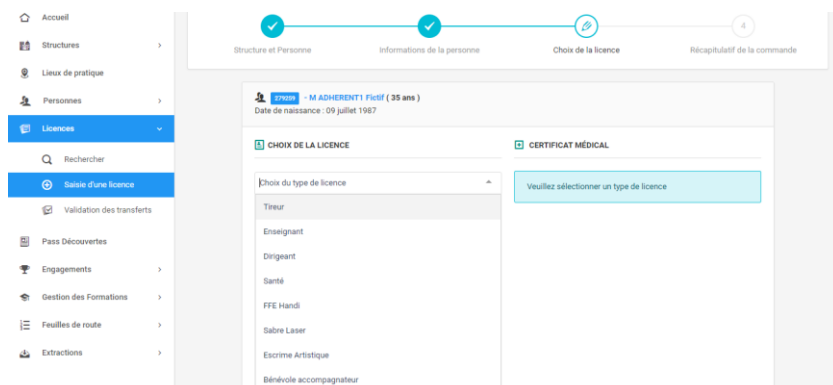 Accueil
Structures
Lieux de pratique
Personnes
Licences
Rechercher
Saisie d'une licence
Validation des transferts
Pass Découvertes
Engagements
Gestion des Formations
Feuilles de route
Extractions
Structure et Personne
Informations de la personne
Choix de la licence
4
Récapitulatif de la commande
279259 - M ADHERENT1 Fictif ( 35 ans )
Date de naissance : 09 juillet 1987
CHOIX DE LA LICENCE
Choix du type de licence
Tireur
Enseignant
Dirigeant
Santé
FFE Handi
Sabre Laser
Escrime Artistique
Bénévole accompagnateur
CERTIFICAT MÉDICAL
Veuillez sélectionner un type de licence